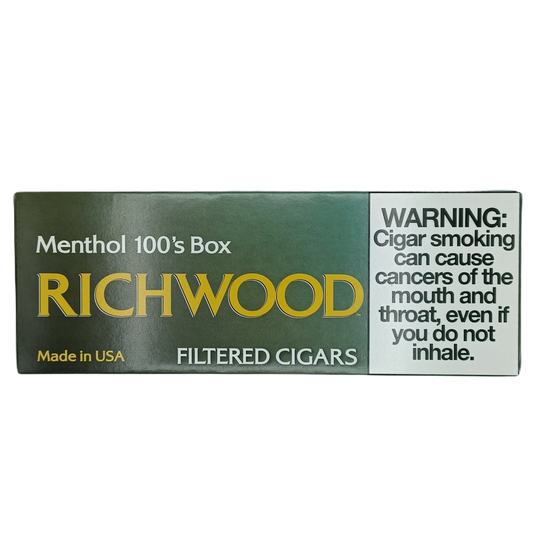 Menthol 100's Box
RICHWOOD
Made in USA
FILTERED CIGARS
WARNING:
Cigar smoking
can cause
cancers of the
mouth and
throat, even if
you do not
inhale.